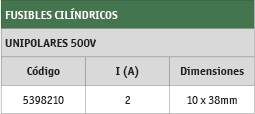 FUSIBLES CILÍNDRICOS
UNIPOLARES 500V
Código I (A) Dimensiones
5398210 2 10 x 38mm